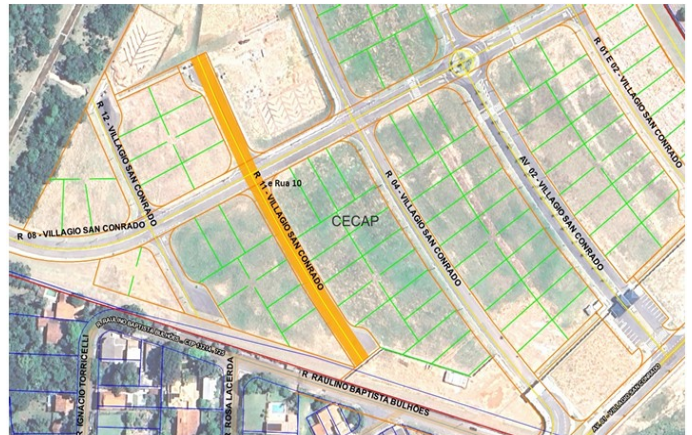 R 01 E 02 - VILLAGIO SAN CONRADO
R 12 - VILLAGIO SAN CONRADO
R 11 - VILLAGIO SAN CONRADO
e Rua 10
R 04 - VILLAGIO SAN CONRADO
AV 02 - VILLAGIO SAN CONRADO
CECAP
R 08 - VILLAGIO SAN CONRADO
R RAULINO BAPTISTA BULHÕES
R IGNÁCIO TORRICELLI
R ROSA LACERDA